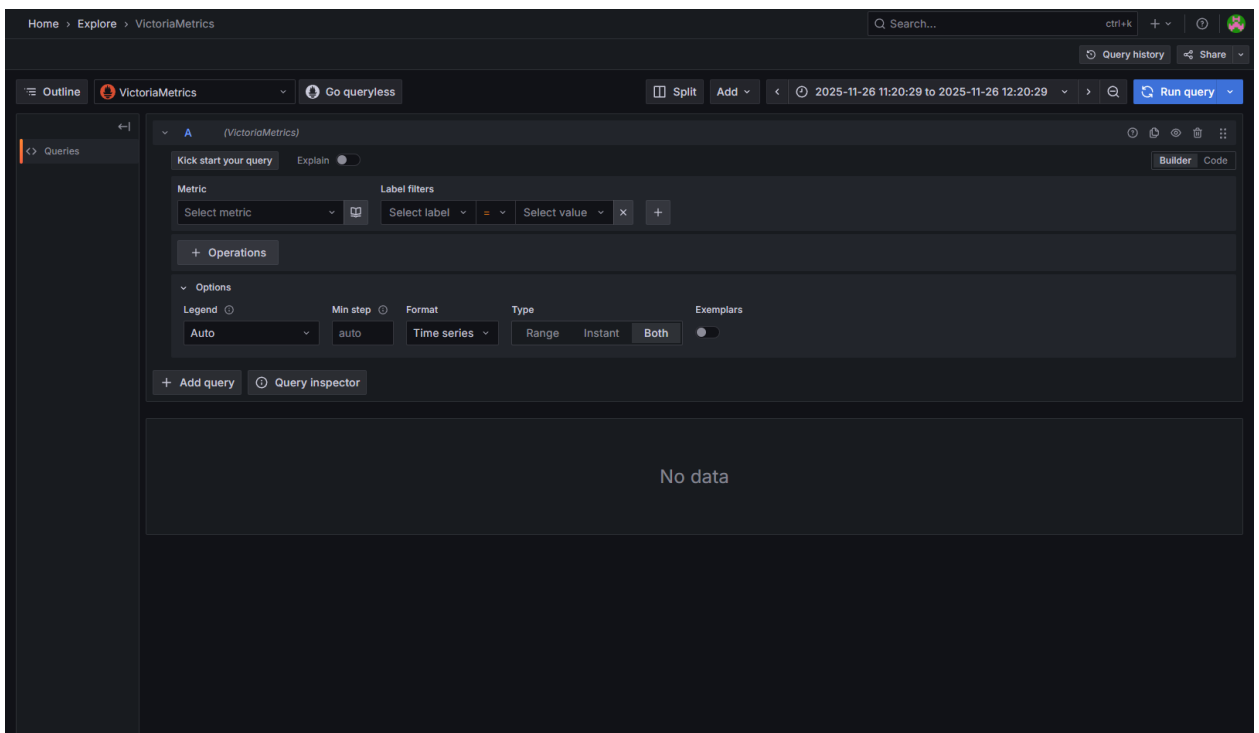 Home > Explore > VictoriaMetrics
Search...
ctrl+k
Query history
Share
Outline
VictoriaMetrics
Go queryless
Split
Add
2025-11-26 11:20:29 to 2025-11-26 12:20:29
Run query
Queries
A (VictoriaMetrics)
Kick start your query
Explain
Builder Code
Metric Label filters
Select metric Select label = Select value
+ Operations
Options
Legend Min step Format Type Exemplars
Auto auto Time series Range Instant Both
+ Add query Query inspector
No data